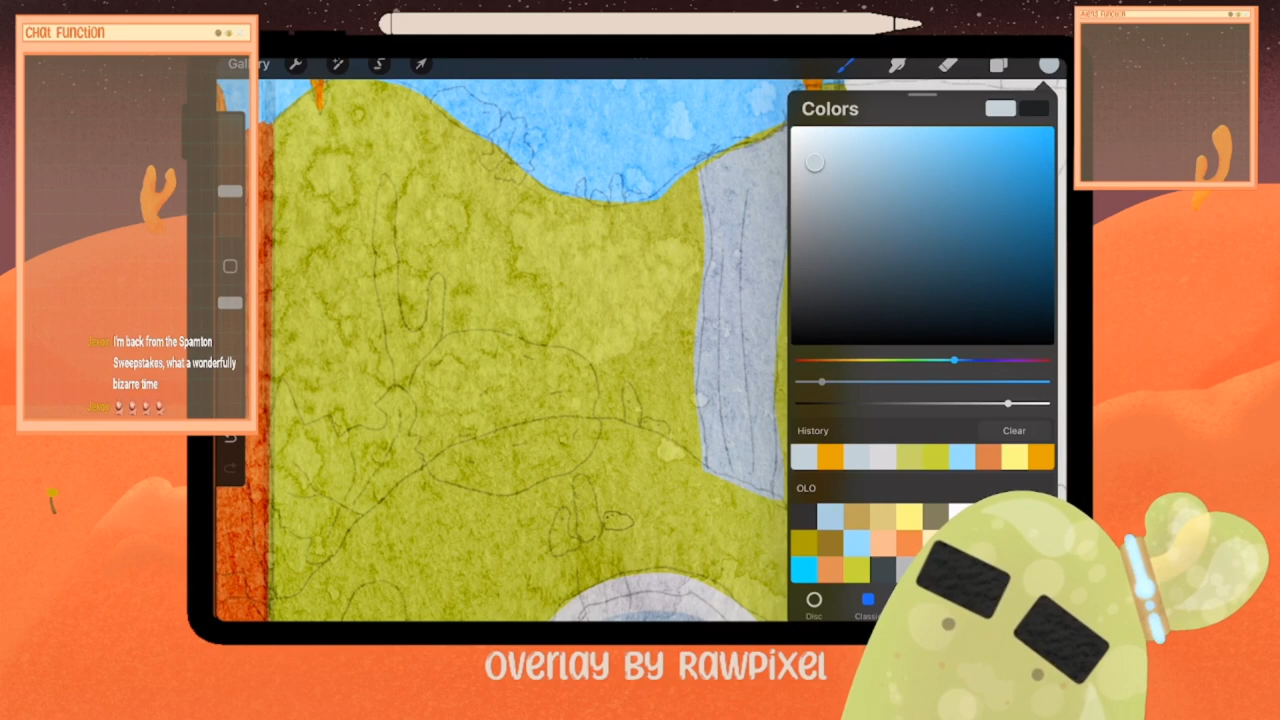 CHAT FUNCTION
Gallery
Colors
Jexon I'm back from the Spamton
Sweepstakes, what a wonderfully
bizarre time
History
Clear
OLO
Disc
OVERLAY BY RAWPIXEL